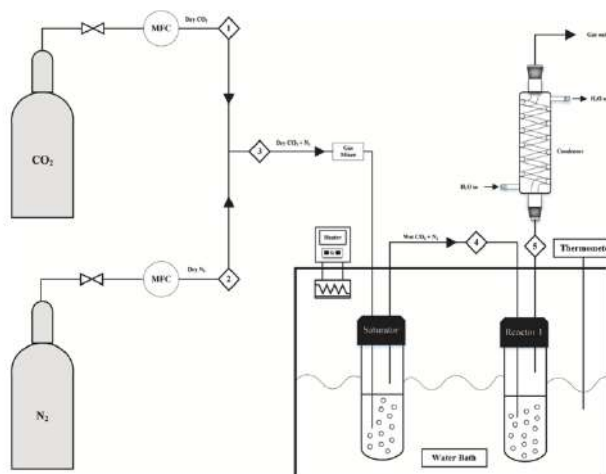 Dry CO₂
MFC
1
CO₂
Gas out
H₂O out
Condenser
H₂O in
3
Dry CO₂ + N₂
Gas
Mixer
Heater
Wet CO₂ + N₂
4
5
Thermometer
MFC
Dry N₂
2
N₂
Saturator
Reactor 1
Water Bath